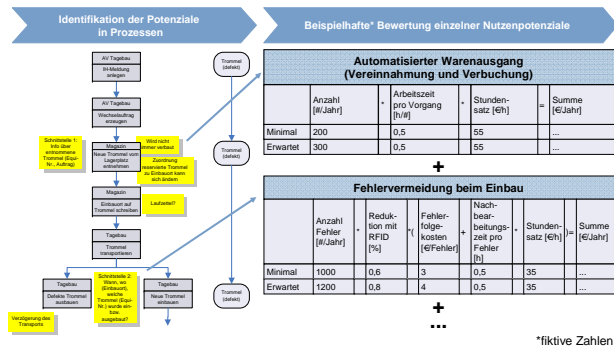 Identifikation der Potenziale
in Prozessen
Beispielhafte* Bewertung einzelner Nutzenpotenziale
AV Tagebau
IH-Meldung
anlegen
AV Tagebau
Wechselauftrag
erzeugen
Schnittstelle 1:
Info über
entnommene
Trommel (Equi-
Nr., Auftrag)
Magazin
Neue Trommel vom
Lagerplatz
entnehmen
Wird nicht
immer verbaut
Zuordnung
reservierte Trommel
zu Einbauort kann
sich ändern
Magazin
Einbauort auf
Trommel schreiben
Laufzettel?
Tagebau
Trommel
transportieren
Tagebau
Defekte Trommel
ausbauen
Schnittstelle 2:
Wann, wo
(Einbauort),
welche
Trommel (Equi-
Nr.) wurde ein-
bzw.
ausgebaut?
Tagebau
Neue Trommel
einbauen
Verzögerung des
Transports
Trommel
(defekt)
Trommel
(defekt)
Trommel
(defekt)
Automatisierter Warenausgang
(Vereinnahmung und Verbuchung)
Anzahl
[#/Jahr]
*
Arbeitszeit
pro Vorgang
[h/#]
*
Stunden-
satz [€/h]
=
Summe
[€/Jahr]
Minimal 200 0,5 55 ...
Erwartet 300 0,5 55 ...
+
Fehlervermeidung beim Einbau
Anzahl
Fehler
[#/Jahr]
*
Reduk-
tion mit
RFID
[%]
*(
Fehler-
folge-
kosten
[€/Fehler]
+
Nach-
bear-
beitungs-
zeit pro
Fehler
[h]
*
Stunden-
satz [€/h]
)=
Summe
[€/Jahr]
Minimal 1000 0,6 3 0,5 35 ...
Erwartet 1200 0,8 4 0,5 35 ...
+
...
*fiktive Zahlen